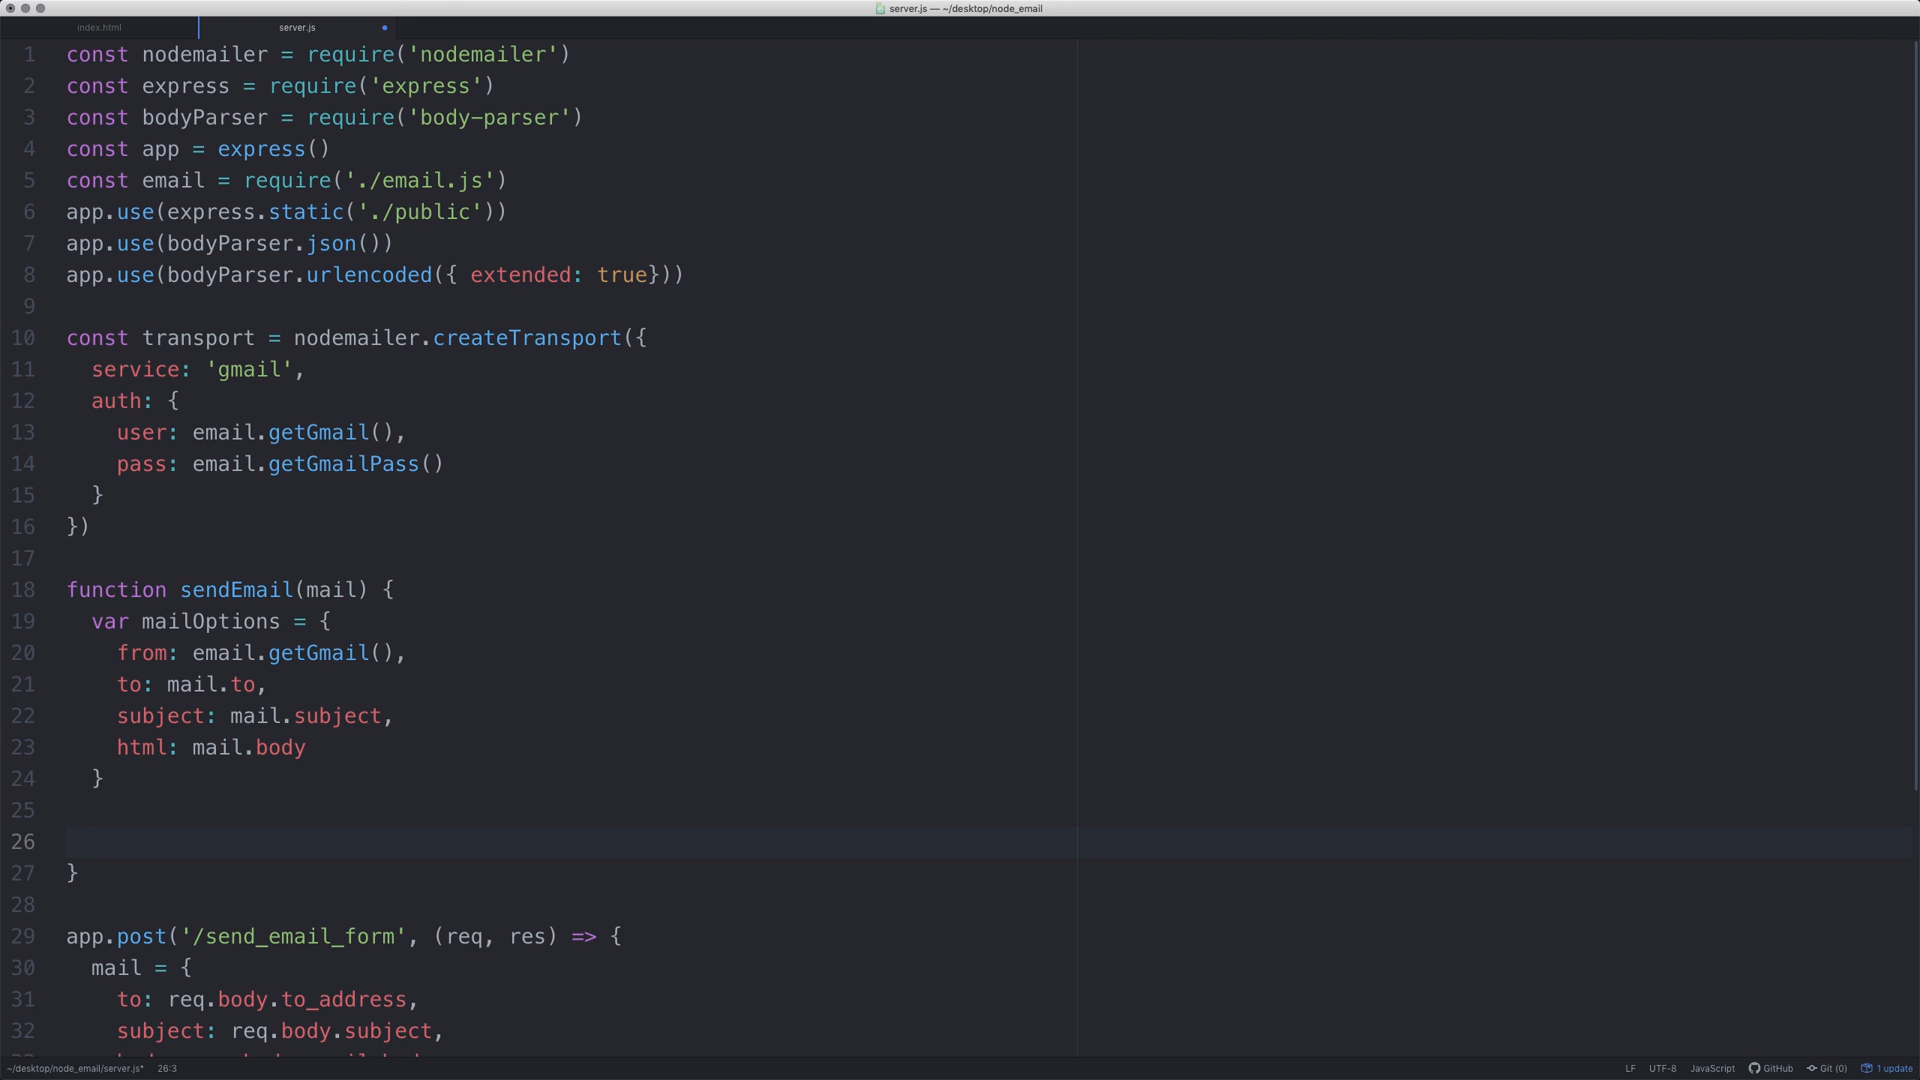 server.js — ~/desktop/node_email
index.html
server.js
1 const nodemailer = require('nodemailer')
2 const express = require('express')
3 const bodyParser = require('body-parser')
4 const app = express()
5 const email = require('./email.js')
6 app.use(express.static('./public'))
7 app.use(bodyParser.json())
8 app.use(bodyParser.urlencoded({ extended: true}))
9
10 const transport = nodemailer.createTransport({
11   service: 'gmail',
12   auth: {
13     user: email.getGmail(),
14     pass: email.getGmailPass()
15   }
16 })
17
18 function sendEmail(mail) {
19   var mailOptions = {
20     from: email.getGmail(),
21     to: mail.to,
22     subject: mail.subject,
23     html: mail.body
24   }
25
26
27 }
28
29 app.post('/send_email_form', (req, res) => {
30   mail = {
31     to: req.body.to_address,
32     subject: req.body.subject,
~/desktop/node_email/server.js* 26:3 LF UTF-8 JavaScript GitHub Git (0) 1 update